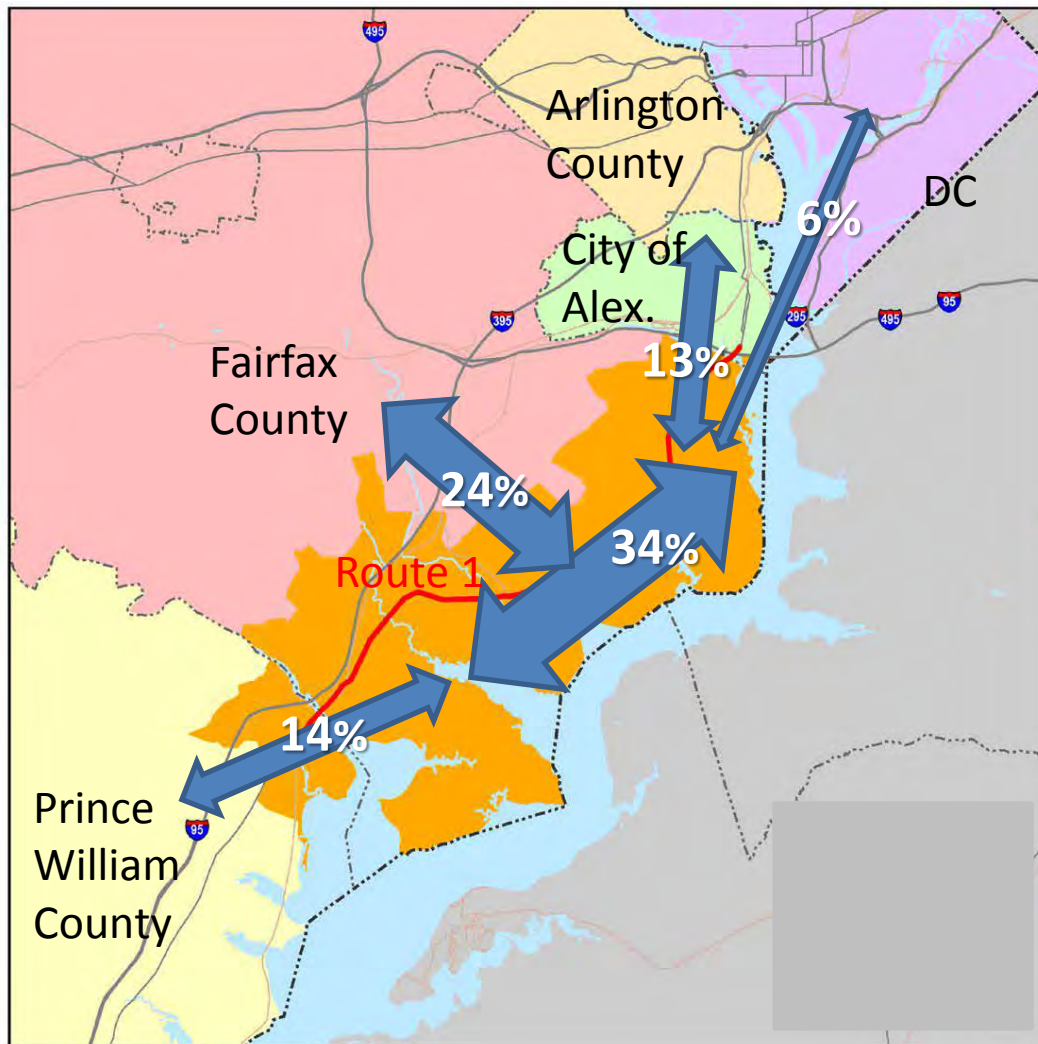 495
Arlington
County
DC
6%
City of
Alex.
295
495
95
395
13%
Fairfax
County
24%
34%
Route 1
14%
Prince
William
County
95